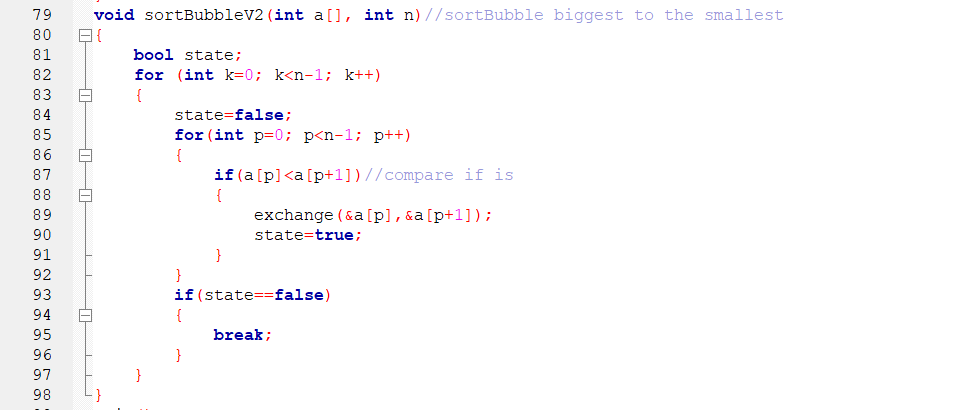 79 void sortBubbleV2(int a[], int n)//sortBubble biggest to the smallest
80 {
81 bool state;
82 for (int k=0; k<n-1; k++)
83 {
84 state=false;
85 for(int p=0; p<n-1; p++)
86 {
87 if(a[p]<a[p+1])//compare if is
88 {
89 exchange(&a[p],&a[p+1]);
90 state=true;
91 }
92 }
93 if(state==false)
94 {
95 break;
96 }
97 }
98 }